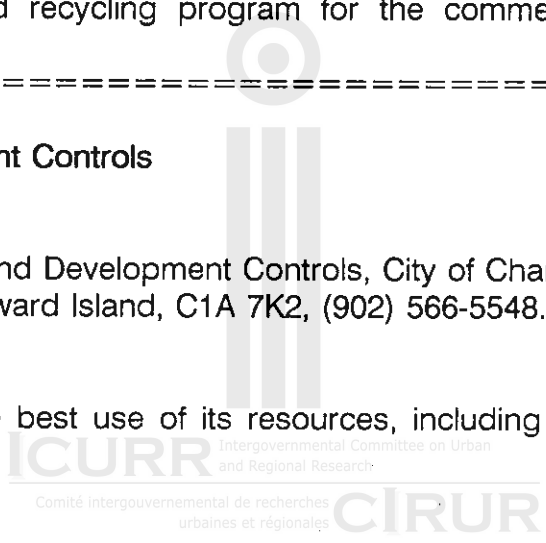 recycling program for the comme
======================
nt Controls
nd Development Controls, City of Cha
ward Island, C1A 7K2, (902) 566-5548.
best use of its resources, including
ICURR Intergovernmental Committee on Urban
and Regional Research
Comité intergouvernemental de recherches
urbaines et régionales CIRUR